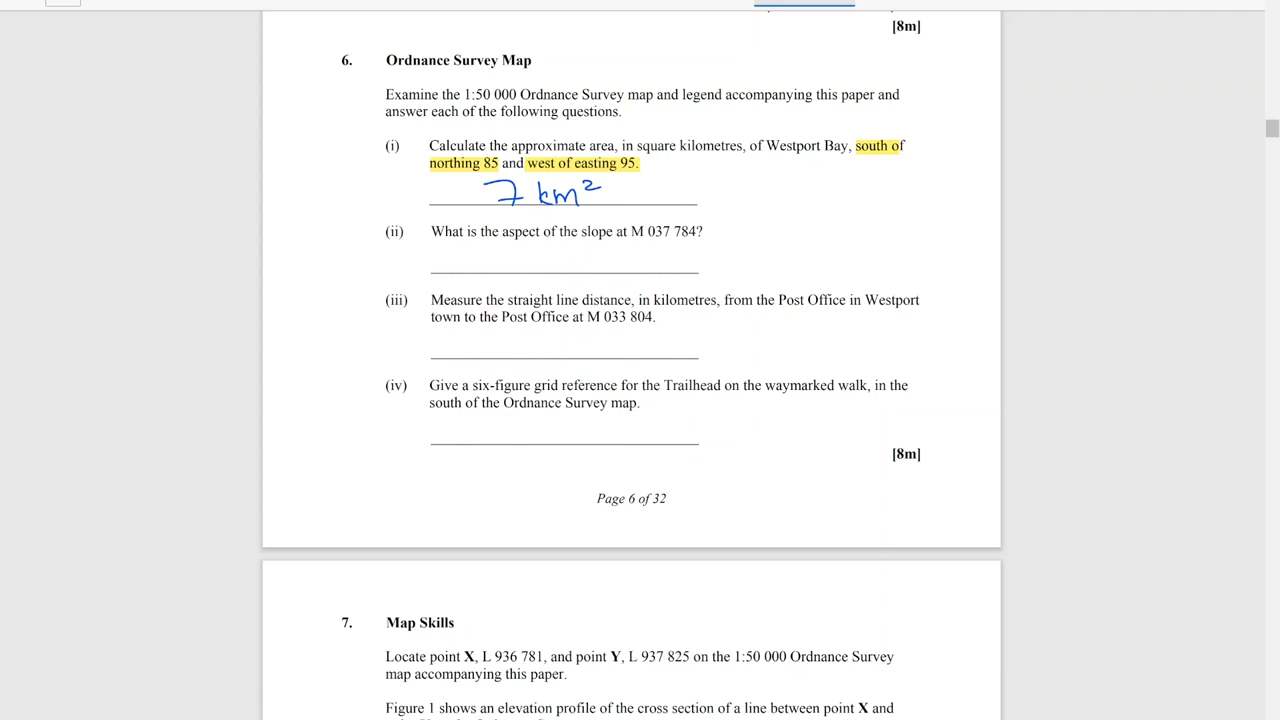 [8m]
6. Ordnance Survey Map
Examine the 1:50 000 Ordnance Survey map and legend accompanying this paper and
answer each of the following questions.
(i) Calculate the approximate area, in square kilometres, of Westport Bay, south of
northing 85 and west of easting 95.
7 km²
(ii) What is the aspect of the slope at M 037 784?
(iii) Measure the straight line distance, in kilometres, from the Post Office in Westport
town to the Post Office at M 033 804.
(iv) Give a six-figure grid reference for the Trailhead on the waymarked walk, in the
south of the Ordnance Survey map.
[8m]
Page 6 of 32
7. Map Skills
Locate point X, L 936 781, and point Y, L 937 825 on the 1:50 000 Ordnance Survey
map accompanying this paper.
Figure 1 shows an elevation profile of the cross section of a line between point X and